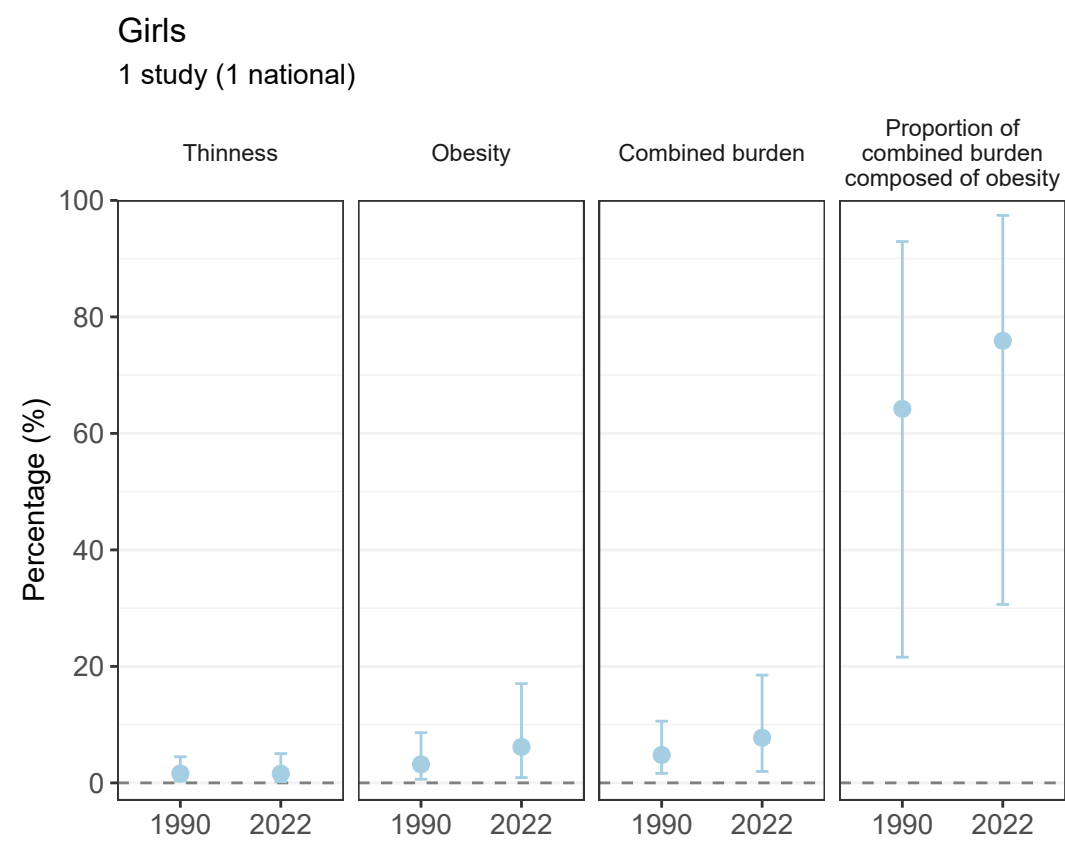 Girls
1 study (1 national)
Thinness
Obesity
Combined burden
Proportion of
combined burden
composed of obesity
Percentage (%)
100
80
60
40
20
0
1990 2022 1990 2022 1990 2022 1990 2022